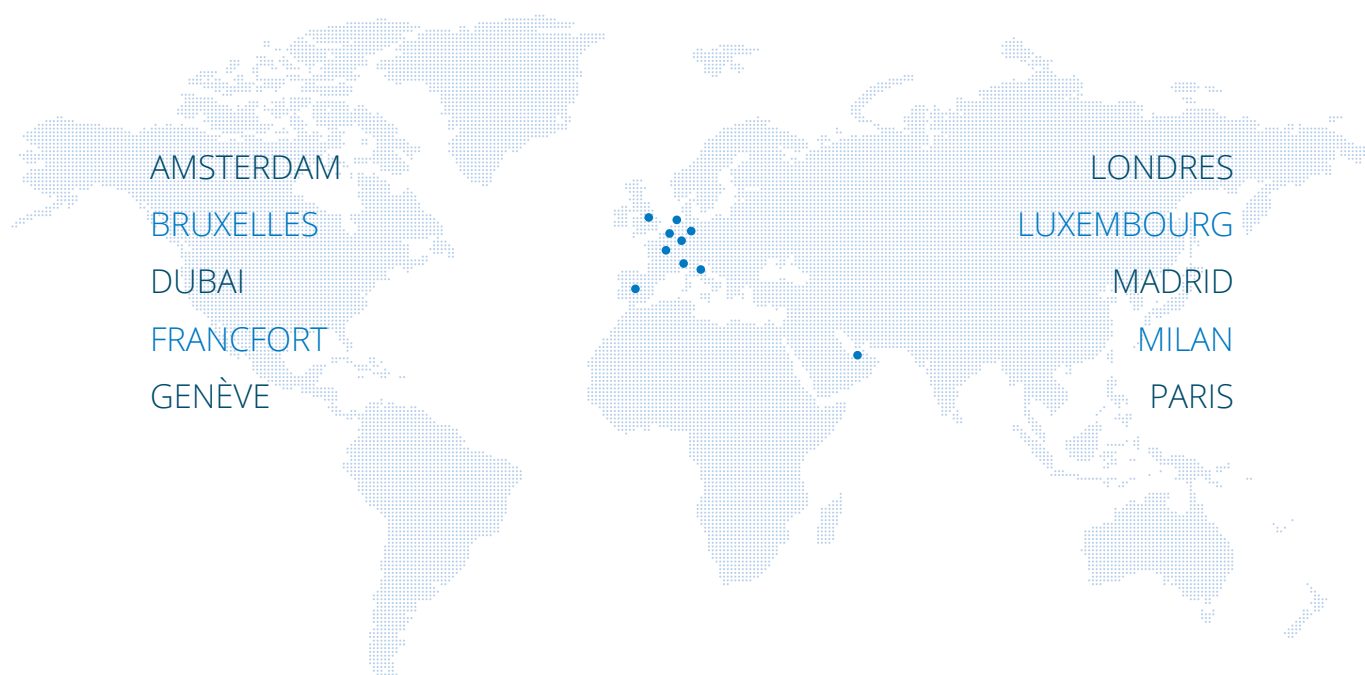 AMSTERDAM
BRUXELLES
DUBAI
FRANCFORT
GENÈVE
LONDRES
LUXEMBOURG
MADRID
MILAN
PARIS